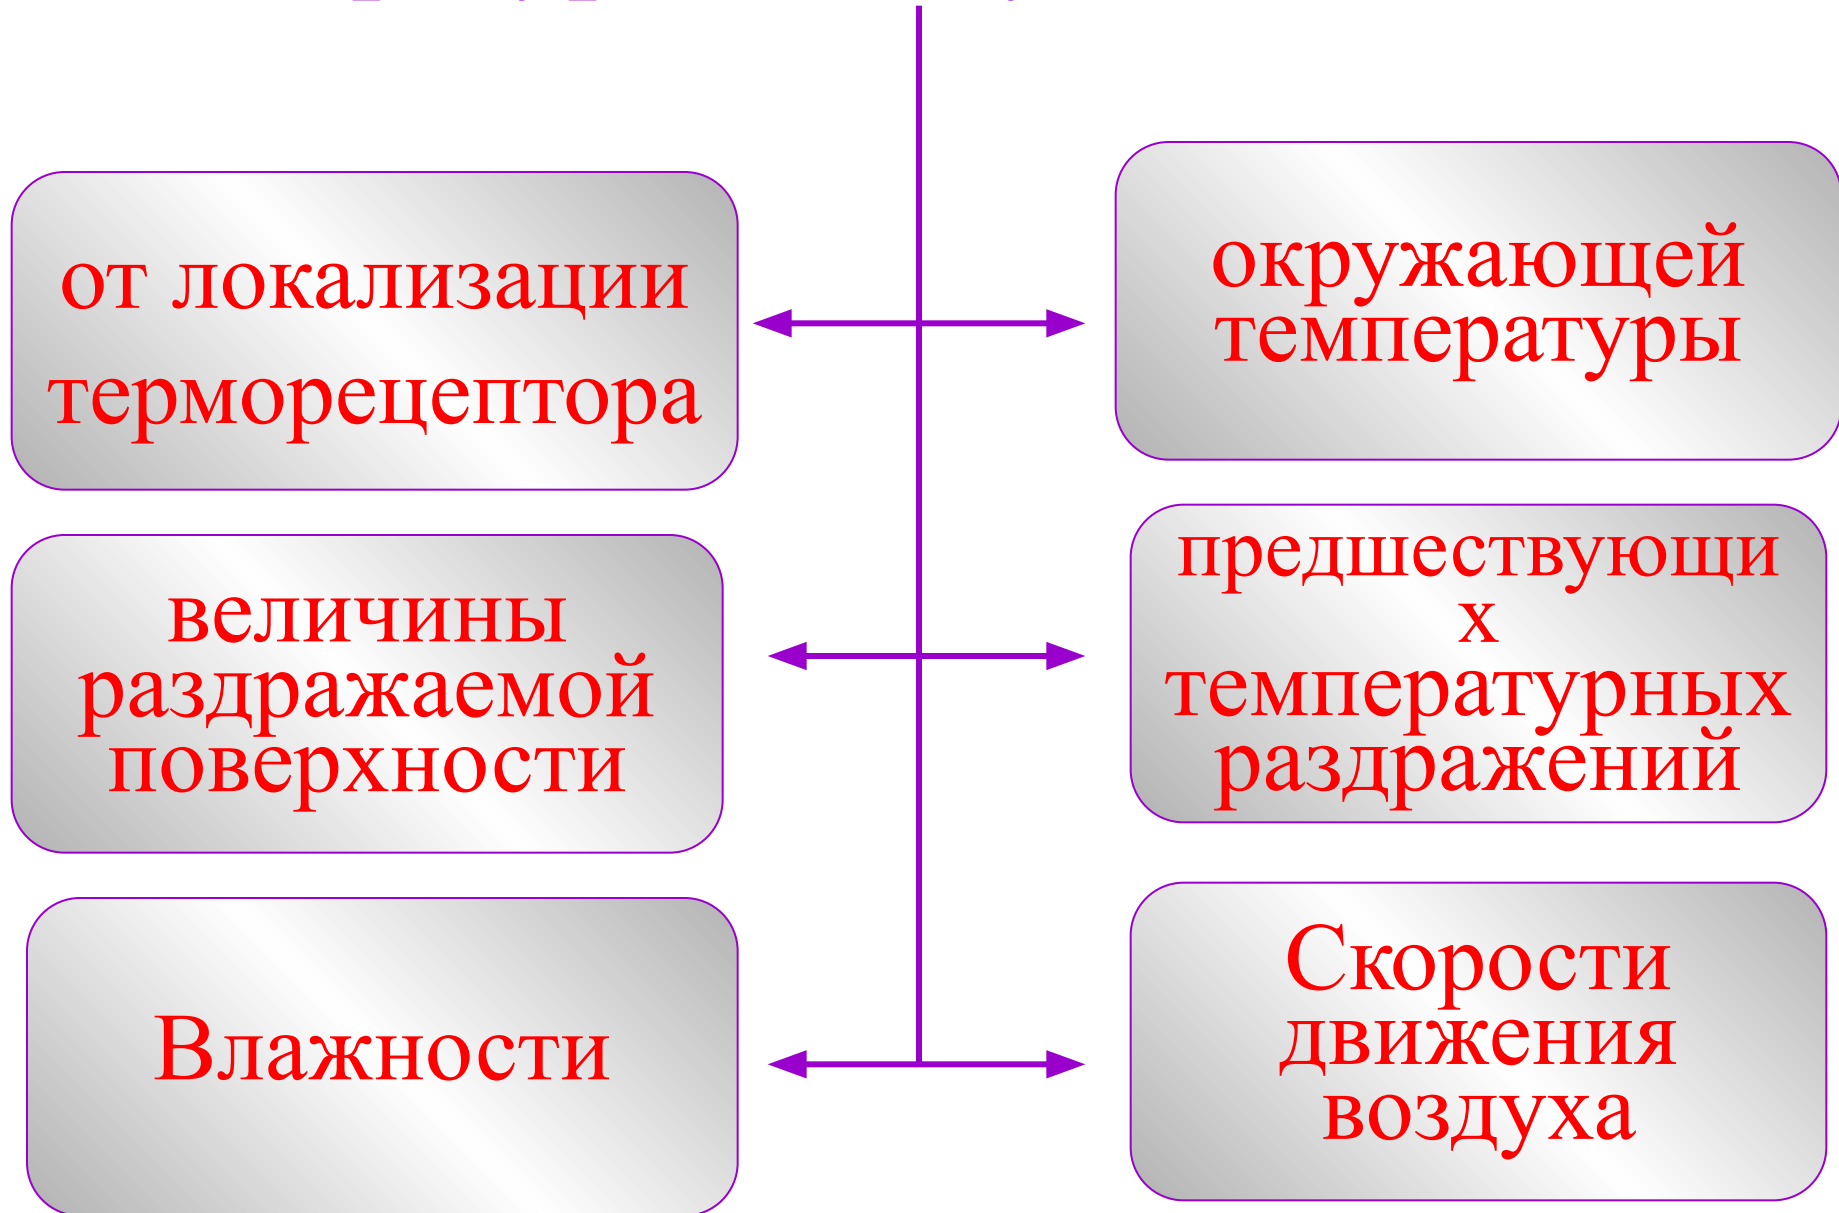 от локализации
терморецептора
окружающей
температуры
величины
раздражаемой
поверхности
предшествующи
х
температурных
раздражений
Влажности
Скорости
движения
воздуха